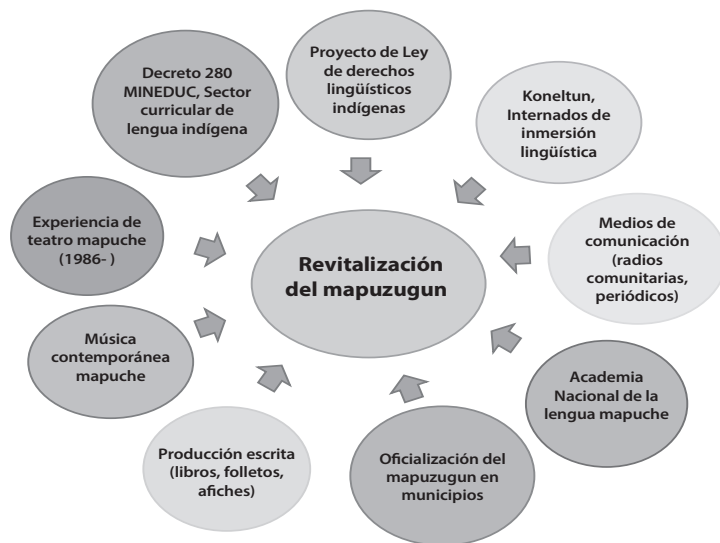 Proyecto de Ley
de derechos
lingüísticos
indígenas
Decreto 280
MINEDUC, Sector
curricular de
lengua indígena
Koneltun,
Internados de
inmersión
lingüística
Experiencia de
teatro mapuche
(1986- )
Medios de
comunicación
(radios
comunitarias,
periódicos)
Revitalización
del mapuzugun
Música
contemporánea
mapuche
Academia
Nacional de la
lengua mapuche
Producción escrita
(libros, folletos,
afiches)
Oficialización del
mapuzugun en
municipios